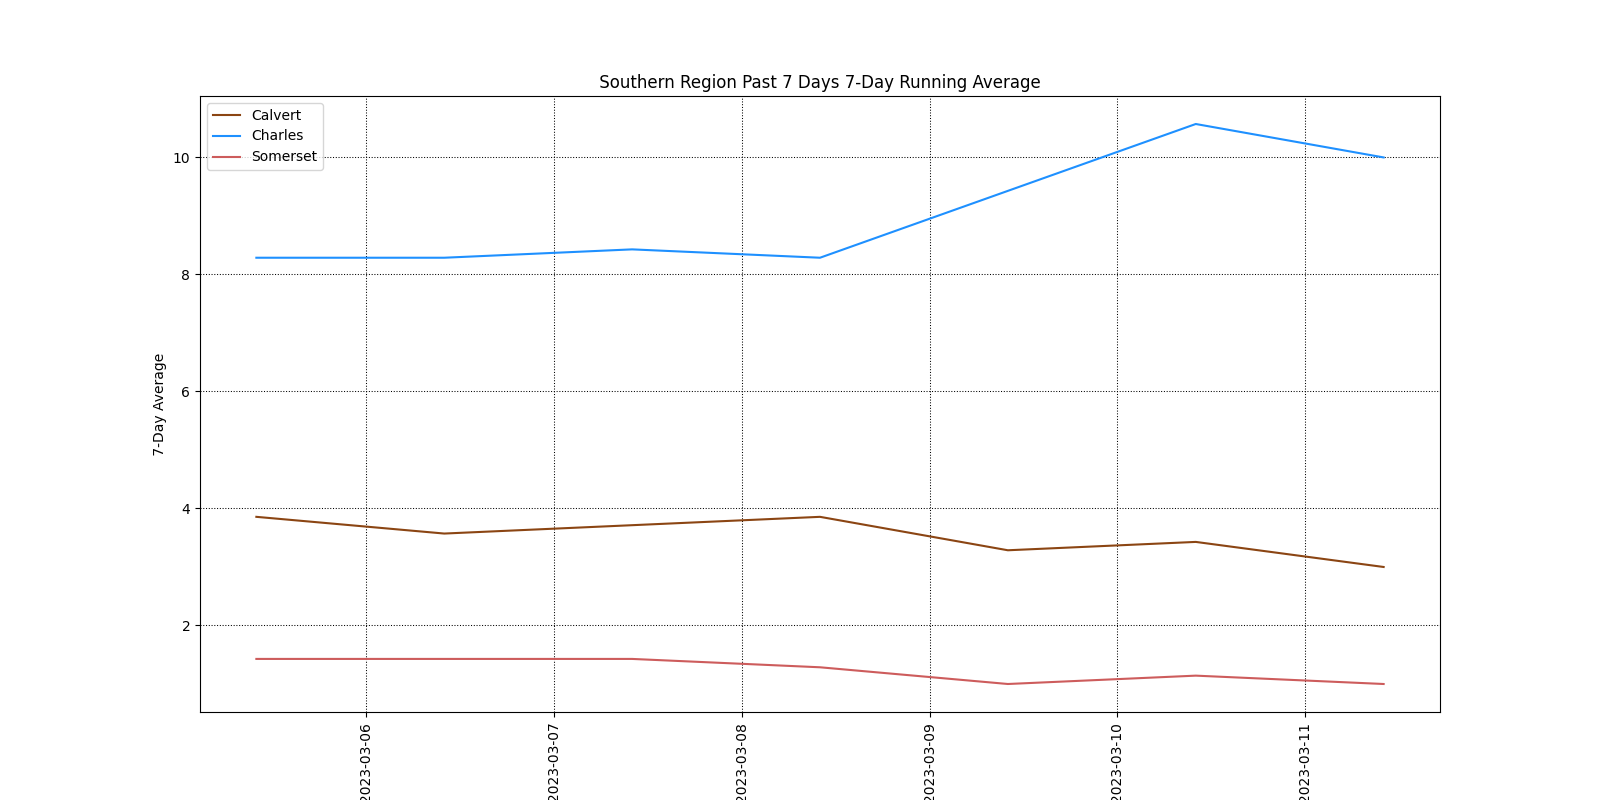 Southern Region Past 7 Days 7-Day Running Average
Calvert
Charles
Somerset
7-Day Average
10
8
6
4
2
2023-03-06
2023-03-07
2023-03-08
2023-03-09
2023-03-10
2023-03-11